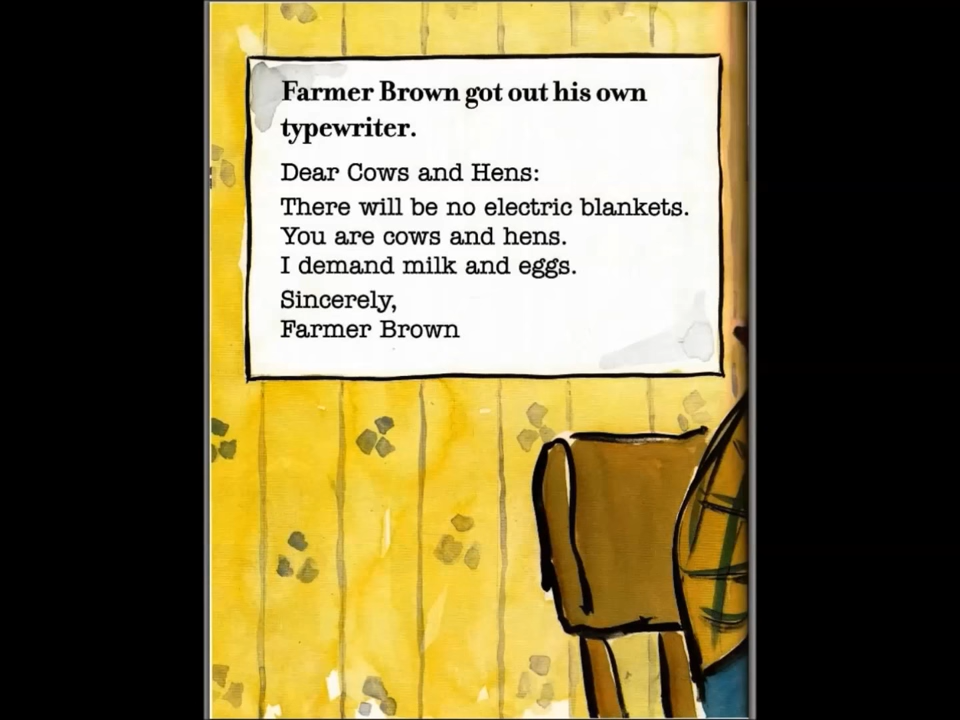 Farmer Brown got out his own
typewriter.
Dear Cows and Hens:
There will be no electric blankets.
You are cows and hens.
I demand milk and eggs.
Sincerely,
Farmer Brown